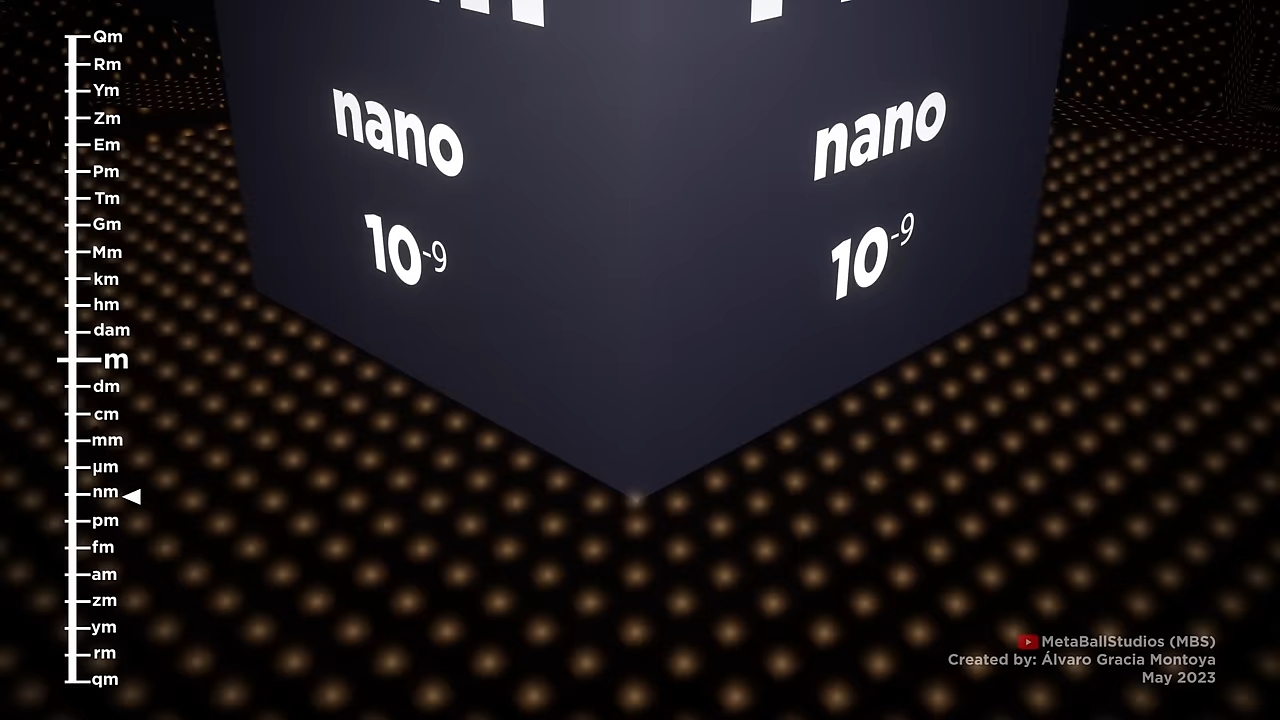 Qm
Rm
Ym
Zm
Em
Pm
Tm
Gm
Mm
km
hm
dam
m
dm
cm
mm
µm
nm
pm
fm
am
zm
ym
rm
qm
nano
10-9
nano
10-9
MetaBallStudios (MBS)
Created by: Álvaro Gracia Montoya
May 2023